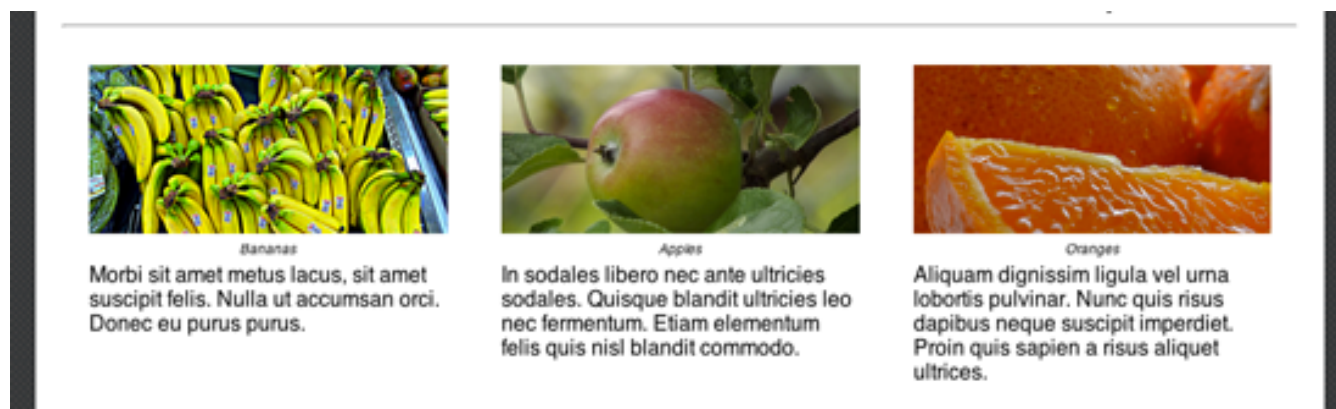 Bananas
Morbi sit amet metus lacus, sit amet
suscipit felis. Nulla ut accumsan orci.
Donec eu purus purus.
Apples
In sodales libero nec ante ultricies
sodales. Quisque blandit ultricies leo
nec fermentum. Etiam elementum
felis quis nisl blandit commodo.
Oranges
Aliquam dignissim ligula vel urna
lobortis pulvinar. Nunc quis risus
dapibus neque suscipit imperdiet.
Proin quis sapien a risus aliquet
ultrices.